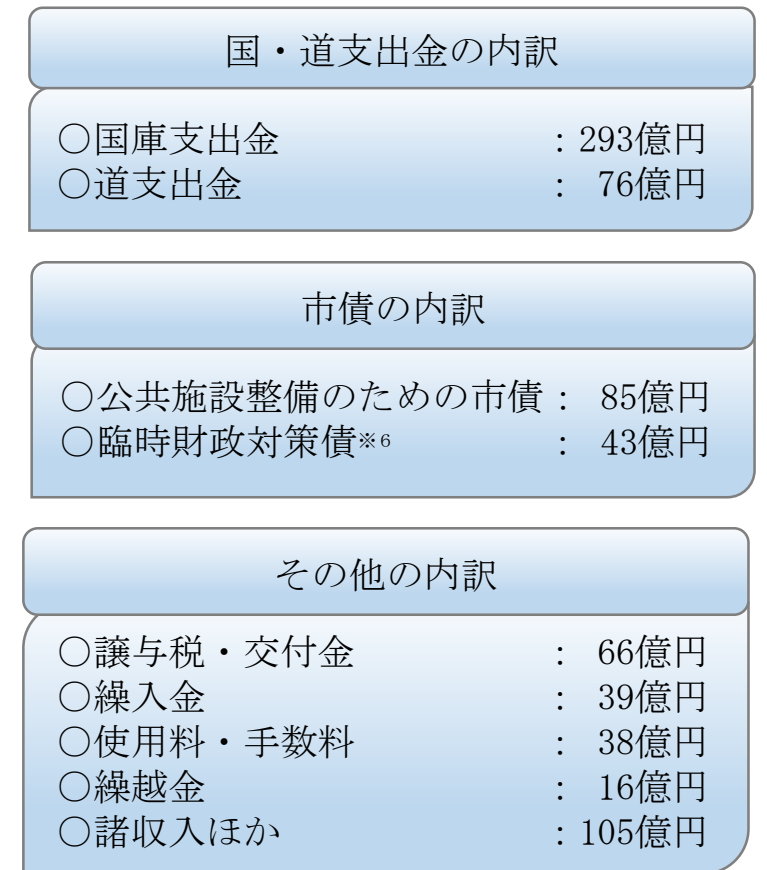 国・道支出金の内訳
○国庫支出金 : 293億円
○道支出金 : 76億円
市債の内訳
○公共施設整備のための市債 : 85億円
○臨時財政対策債※6 : 43億円
その他の内訳
○譲与税・交付金 : 66億円
○繰入金 : 39億円
○使用料・手数料 : 38億円
○繰越金 : 16億円
○諸収入ほか : 105億円